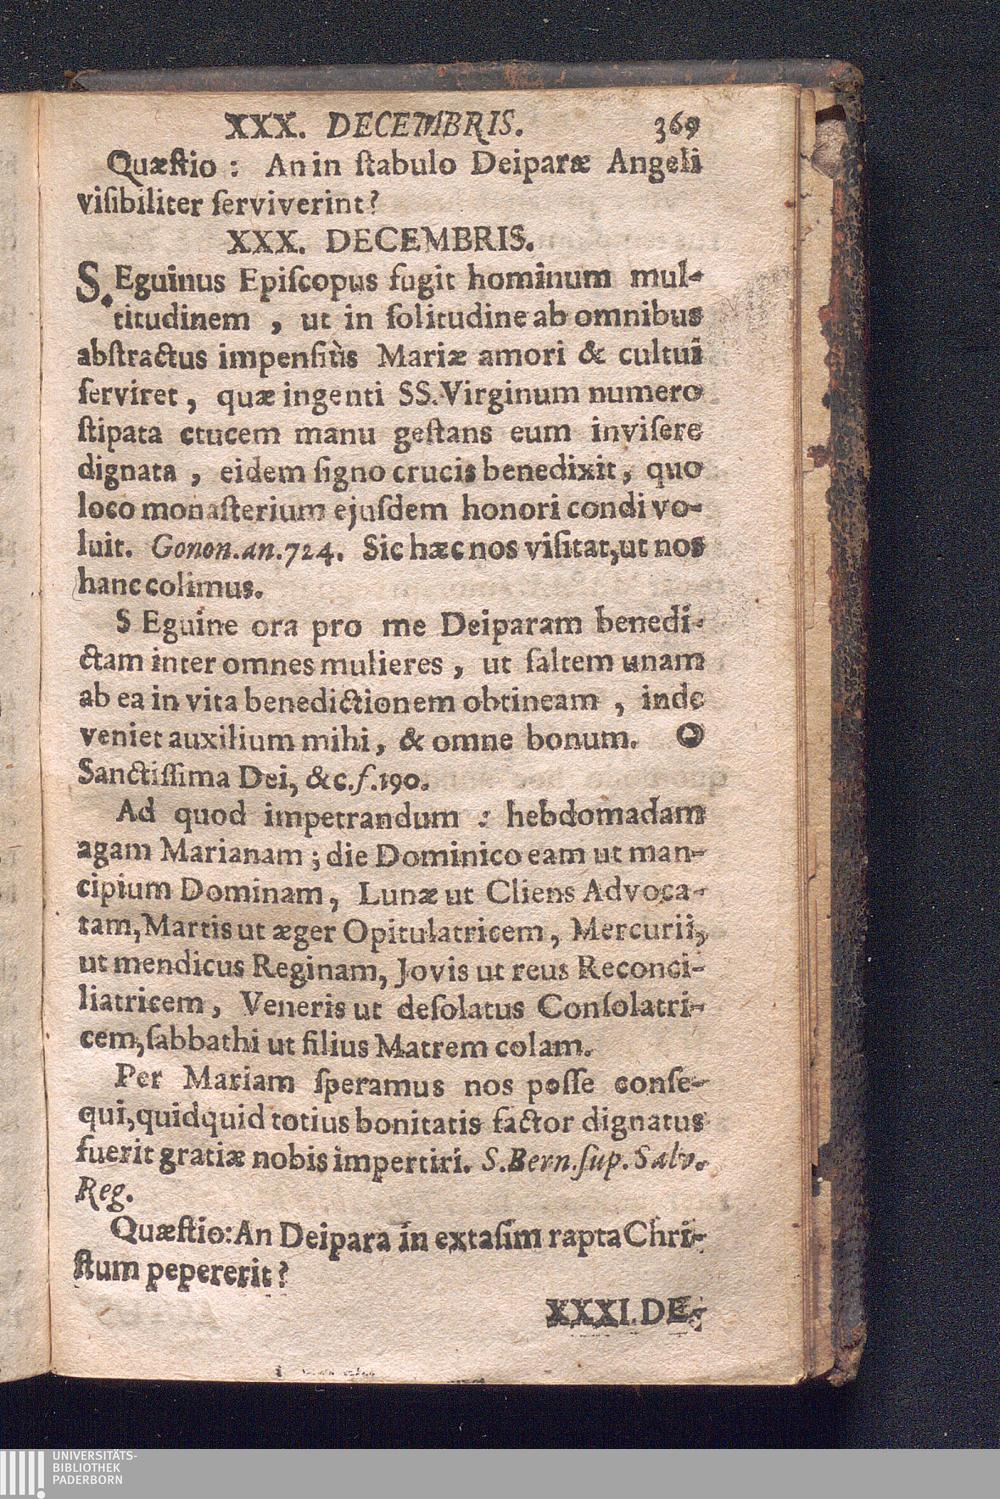 XXX. DECEMBRIS. 369
Quæſtio : An in ſtabulo Deiparæ Angeli
viſibiliter ſerviverint?
XXX. DECEMBRIS.
S. Eguinus Epiſcopus fugit hominum mul-
titudinem , ut in ſolitudine ab omnibus
abſtractus impenſiùs Mariæ amori & cultui
ſerviret, quæ ingenti SS. Virginum numero
ſtipata ctucem manu geſtans eum inviſere
dignata , eidem ſigno crucis benedixit, quo
loco monaſterium ejuſdem honori condi vo-
luit. Gonon.an.724. Sic hæc nos viſitat,ut nos
hanc colimus.
S Eguine ora pro me Deiparam benedi-
ctam inter omnes mulieres , ut ſaltem unam
ab ea in vita benedictionem obtineam , inde
veniet auxilium mihi, & omne bonum. O
Sanctiſſima Dei, &c.f.190.
Ad quod impetrandum : hebdomadam
agam Marianam ; die Dominico eam ut man-
cipium Dominam, Lunæ ut Cliens Advoca-
tam, Martis ut æger Opitulatricem, Mercurii,
ut mendicus Reginam, Jovis ut reus Reconci-
liatricem, Veneris ut deſolatus Conſolatri-
cem, ſabbathi ut filius Matrem colam.
Per Mariam ſperamus nos poſſe conſe-
qui, quidquid totius bonitatis factor dignatus
fuerit gratiæ nobis impertiri. S.Bern.ſup.Salv.
Reg.
Quæſtio: An Deipara in extaſim rapta Chri-
ſtum pepererit?
XXXI. DE-
UNIVERSITÄTS-
BIBLIOTHEK
PADERBORN